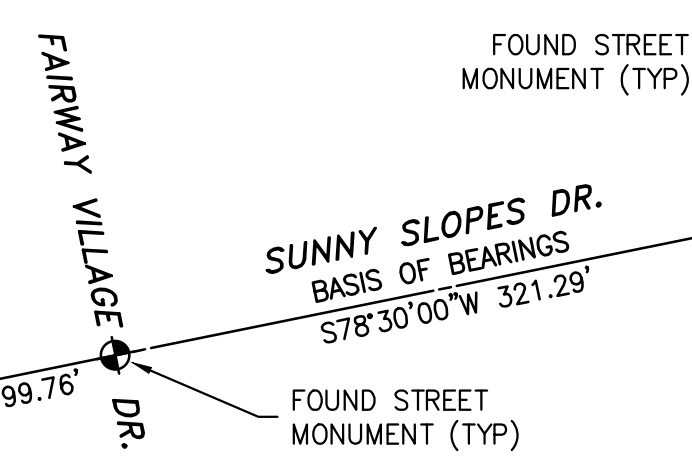 FAIRWAY VILLAGE DR.
FOUND STREET
MONUMENT (TYP)
SUNNY SLOPES DR.
BASIS OF BEARINGS
S78°30'00"W 321.29'
99.76'
FOUND STREET
MONUMENT (TYP)